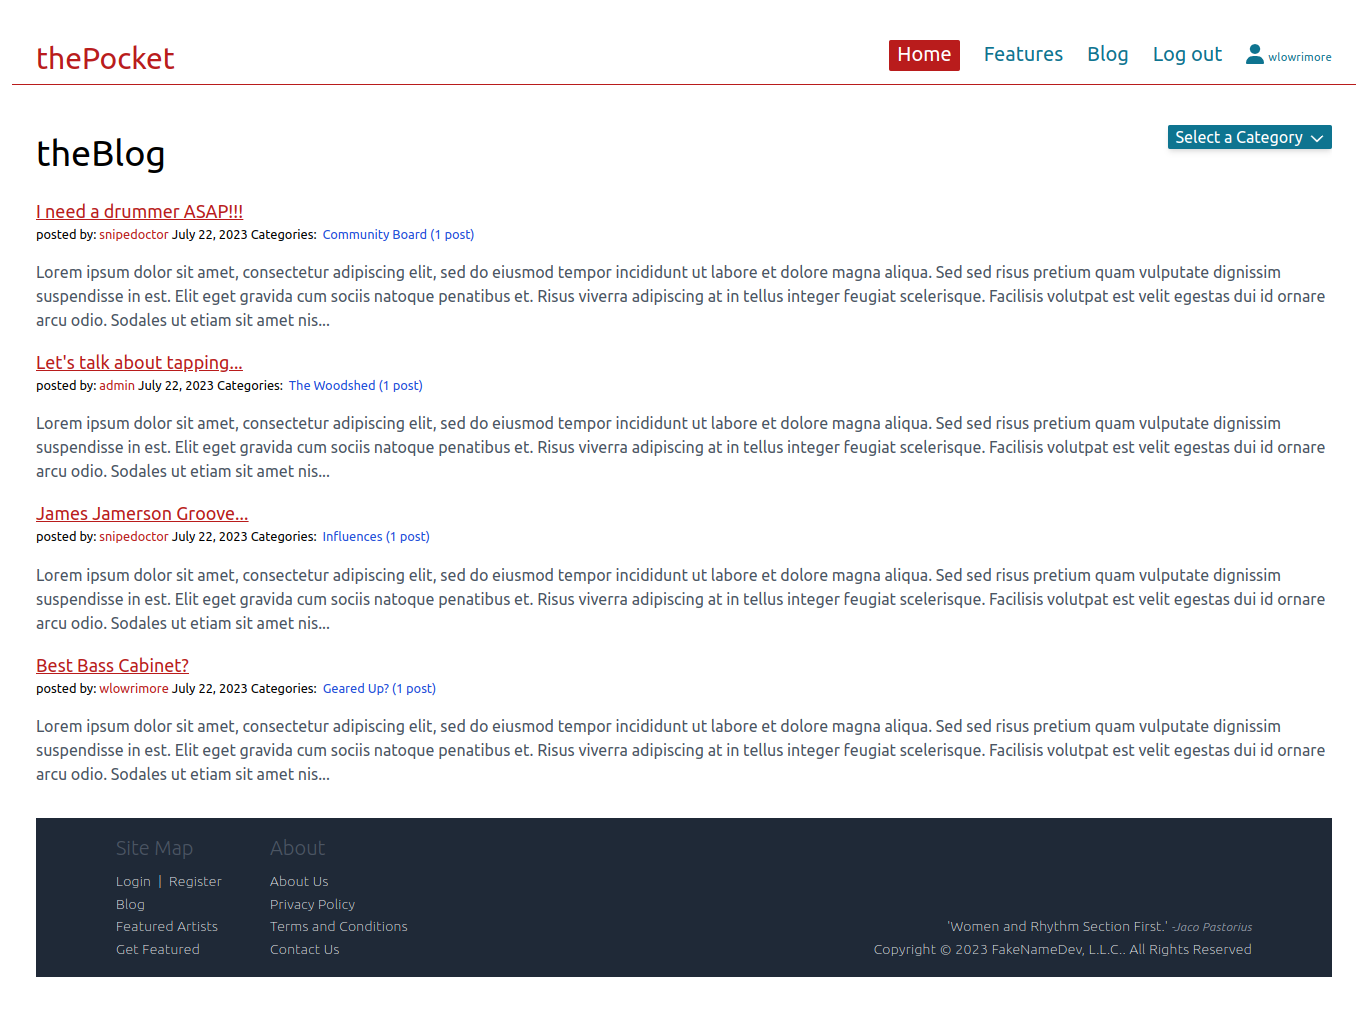 thePocket
Home Features Blog Log out wlowrimore
theBlog
Select a Category
I need a drummer ASAP!!!
posted by: snipedoctor July 22, 2023 Categories: Community Board (1 post)
Lorem ipsum dolor sit amet, consectetur adipiscing elit, sed do eiusmod tempor incididunt ut labore et dolore magna aliqua. Sed sed risus pretium quam vulputate dignissim
suspendisse in est. Elit eget gravida cum sociis natoque penatibus et. Risus viverra adipiscing at in tellus integer feugiat scelerisque. Facilisis volutpat est velit egestas dui id ornare
arcu odio. Sodales ut etiam sit amet nis...
Let's talk about tapping...
posted by: admin July 22, 2023 Categories: The Woodshed (1 post)
Lorem ipsum dolor sit amet, consectetur adipiscing elit, sed do eiusmod tempor incididunt ut labore et dolore magna aliqua. Sed sed risus pretium quam vulputate dignissim
suspendisse in est. Elit eget gravida cum sociis natoque penatibus et. Risus viverra adipiscing at in tellus integer feugiat scelerisque. Facilisis volutpat est velit egestas dui id ornare
arcu odio. Sodales ut etiam sit amet nis...
James Jamerson Groove...
posted by: snipedoctor July 22, 2023 Categories: Influences (1 post)
Lorem ipsum dolor sit amet, consectetur adipiscing elit, sed do eiusmod tempor incididunt ut labore et dolore magna aliqua. Sed sed risus pretium quam vulputate dignissim
suspendisse in est. Elit eget gravida cum sociis natoque penatibus et. Risus viverra adipiscing at in tellus integer feugiat scelerisque. Facilisis volutpat est velit egestas dui id ornare
arcu odio. Sodales ut etiam sit amet nis...
Best Bass Cabinet?
posted by: wlowrimore July 22, 2023 Categories: Geared Up? (1 post)
Lorem ipsum dolor sit amet, consectetur adipiscing elit, sed do eiusmod tempor incididunt ut labore et dolore magna aliqua. Sed sed risus pretium quam vulputate dignissim
suspendisse in est. Elit eget gravida cum sociis natoque penatibus et. Risus viverra adipiscing at in tellus integer feugiat scelerisque. Facilisis volutpat est velit egestas dui id ornare
arcu odio. Sodales ut etiam sit amet nis...
Site Map
Login | Register
Blog
Featured Artists
Get Featured
About
About Us
Privacy Policy
Terms and Conditions
Contact Us
'Women and Rhythm Section First.' -Jaco Pastorius
Copyright © 2023 FakeNameDev, L.L.C.. All Rights Reserved